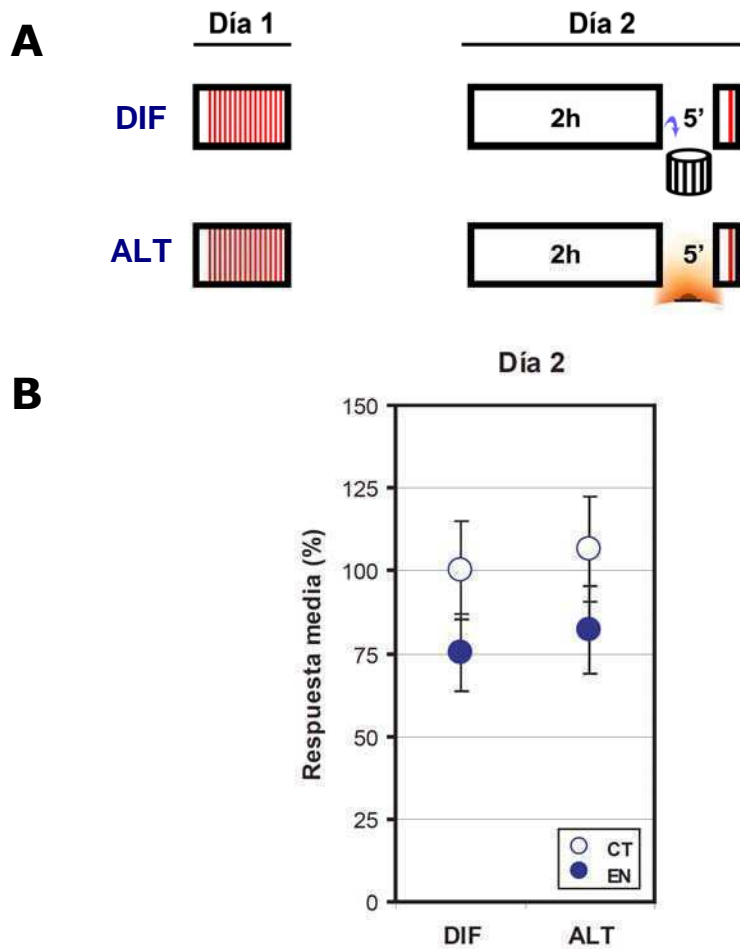 A
Día 1 Día 2
DIF 2h 5'
ALT 2h 5'
B
Día 2
Respuesta media (%)
150
125
100
75
50
25
0
CT
EN
DIF ALT